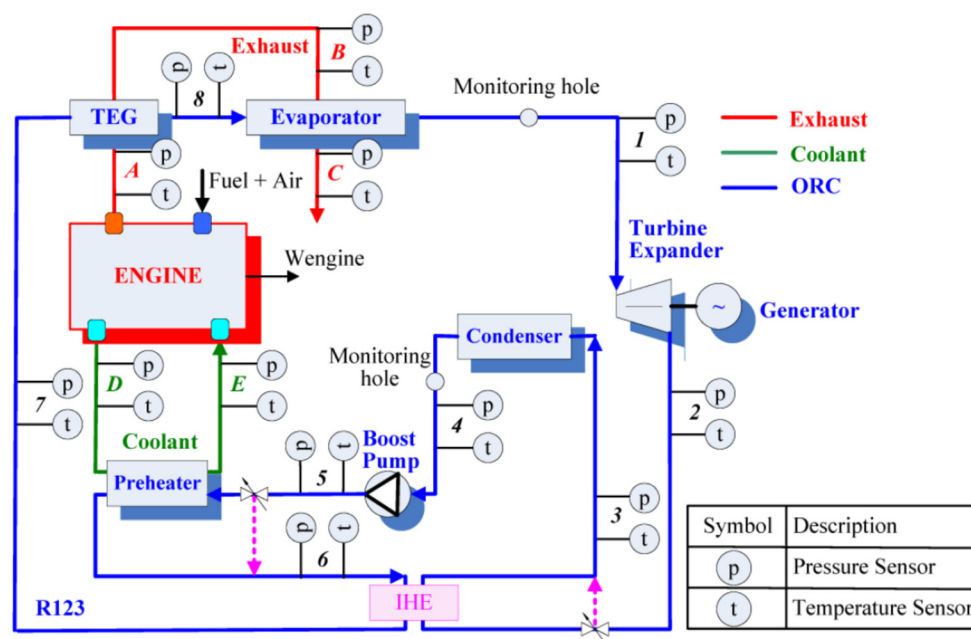 Exhaust
B
p
t
p
t
8
TEG
Evaporator
Monitoring hole
1
p
t
Exhaust
Coolant
ORC
A
p
t
C
p
t
Fuel + Air
ENGINE
Wengine
Turbine
Expander
~
Generator
Condenser
Monitoring
hole
7
p
t
D
p
t
E
p
t
4
p
t
2
p
t
Coolant
Preheater
Boost
Pump
p
t
5
3
p
t
p
t
6
IHE
R123
Symbol
Description
p
Pressure Sensor
t
Temperature Sensor